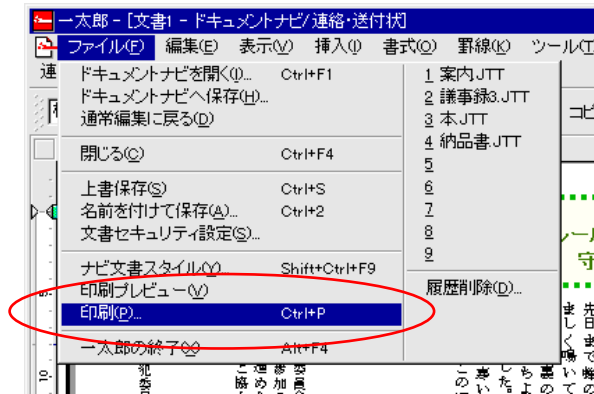 一太郎 - [文書1 - ドキュメントナビ/連絡・送付状]
ファイル(F) 編集(E) 表示(V) 挿入(I) 書式(O) 罫線(K) ツール(T
連
ドキュメントナビを開く(I)... Ctrl+F1
ドキュメントナビへ保存(H)...
通常編集に戻る(D)
閉じる(C) Ctrl+F4
上書保存(S) Ctrl+S
名前を付けて保存(A)... Ctrl+2
文書セキュリティ設定(S)...
ナビ文書スタイル(Y)... Shift+Ctrl+F9
印刷プレビュー(V)
印刷(P)... Ctrl+P
一太郎の終了(X) Alt+F4
1 案内.JTT
2 議事録3.JTT
3 本.JTT
4 納品書.JTT
5
6
7
8
9
履歴削除(D)...
コピ
ール
守